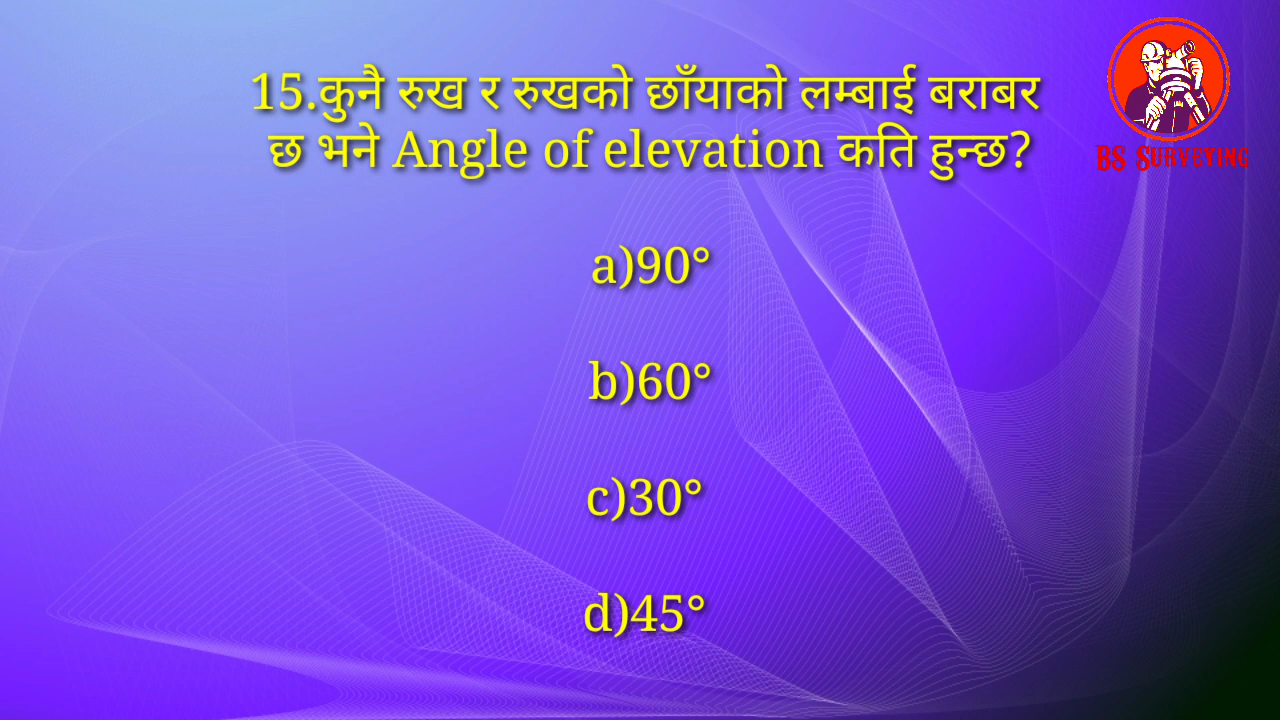 15.कुनै रुख र रुखको छाँयाको लम्बाई बराबर
छ भने Angle of elevation कति हुन्छ?
BS SURVEYING
a)90°
b)60°
c)30°
d)45°